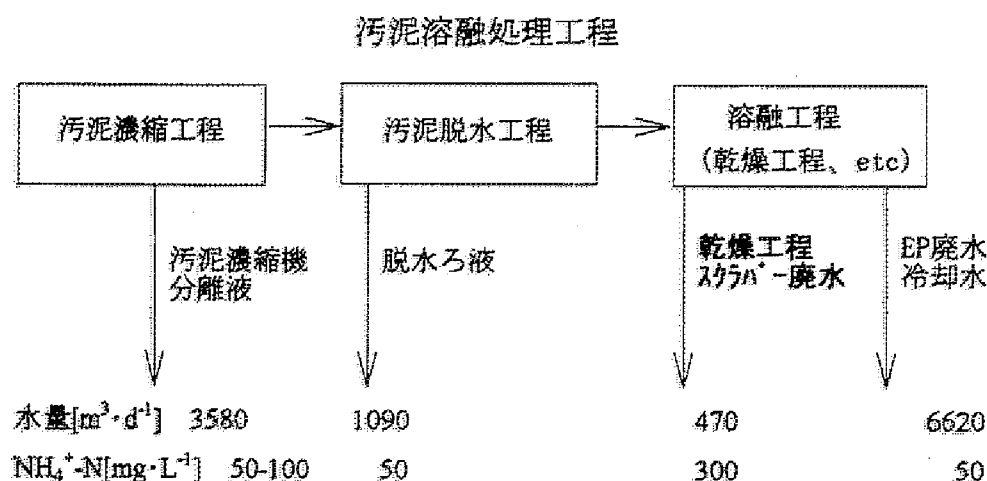 汚泥溶融処理工程
汚泥濃縮工程
汚泥脱水工程
溶融工程
(乾燥工程、etc)
汚泥濃縮機
分離液
脱水ろ液
乾燥工程
スクラバー廃水
EP廃水
冷却水
水量[m³·d⁻¹] 3580 1090 470 6620
NH₄⁺-N[mg·L⁻¹] 50-100 50 300 50